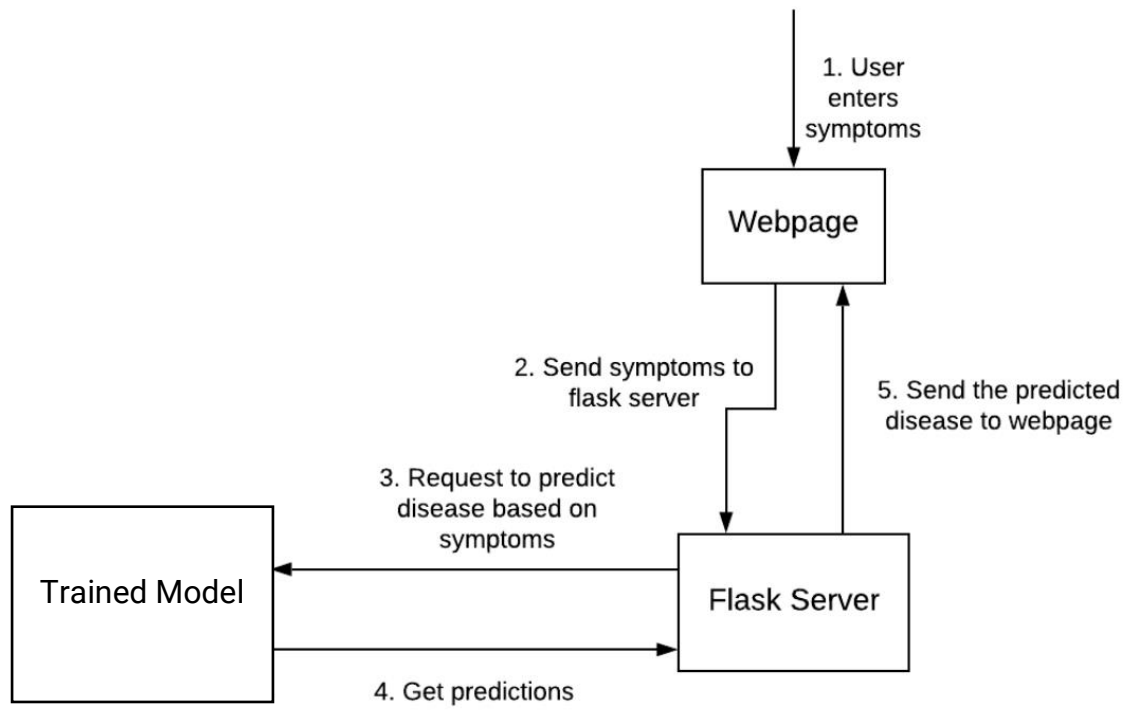 1. User
enters
symptoms
Webpage
2. Send symptoms to
flask server
5. Send the predicted
disease to webpage
3. Request to predict
disease based on
symptoms
Trained Model
Flask Server
4. Get predictions